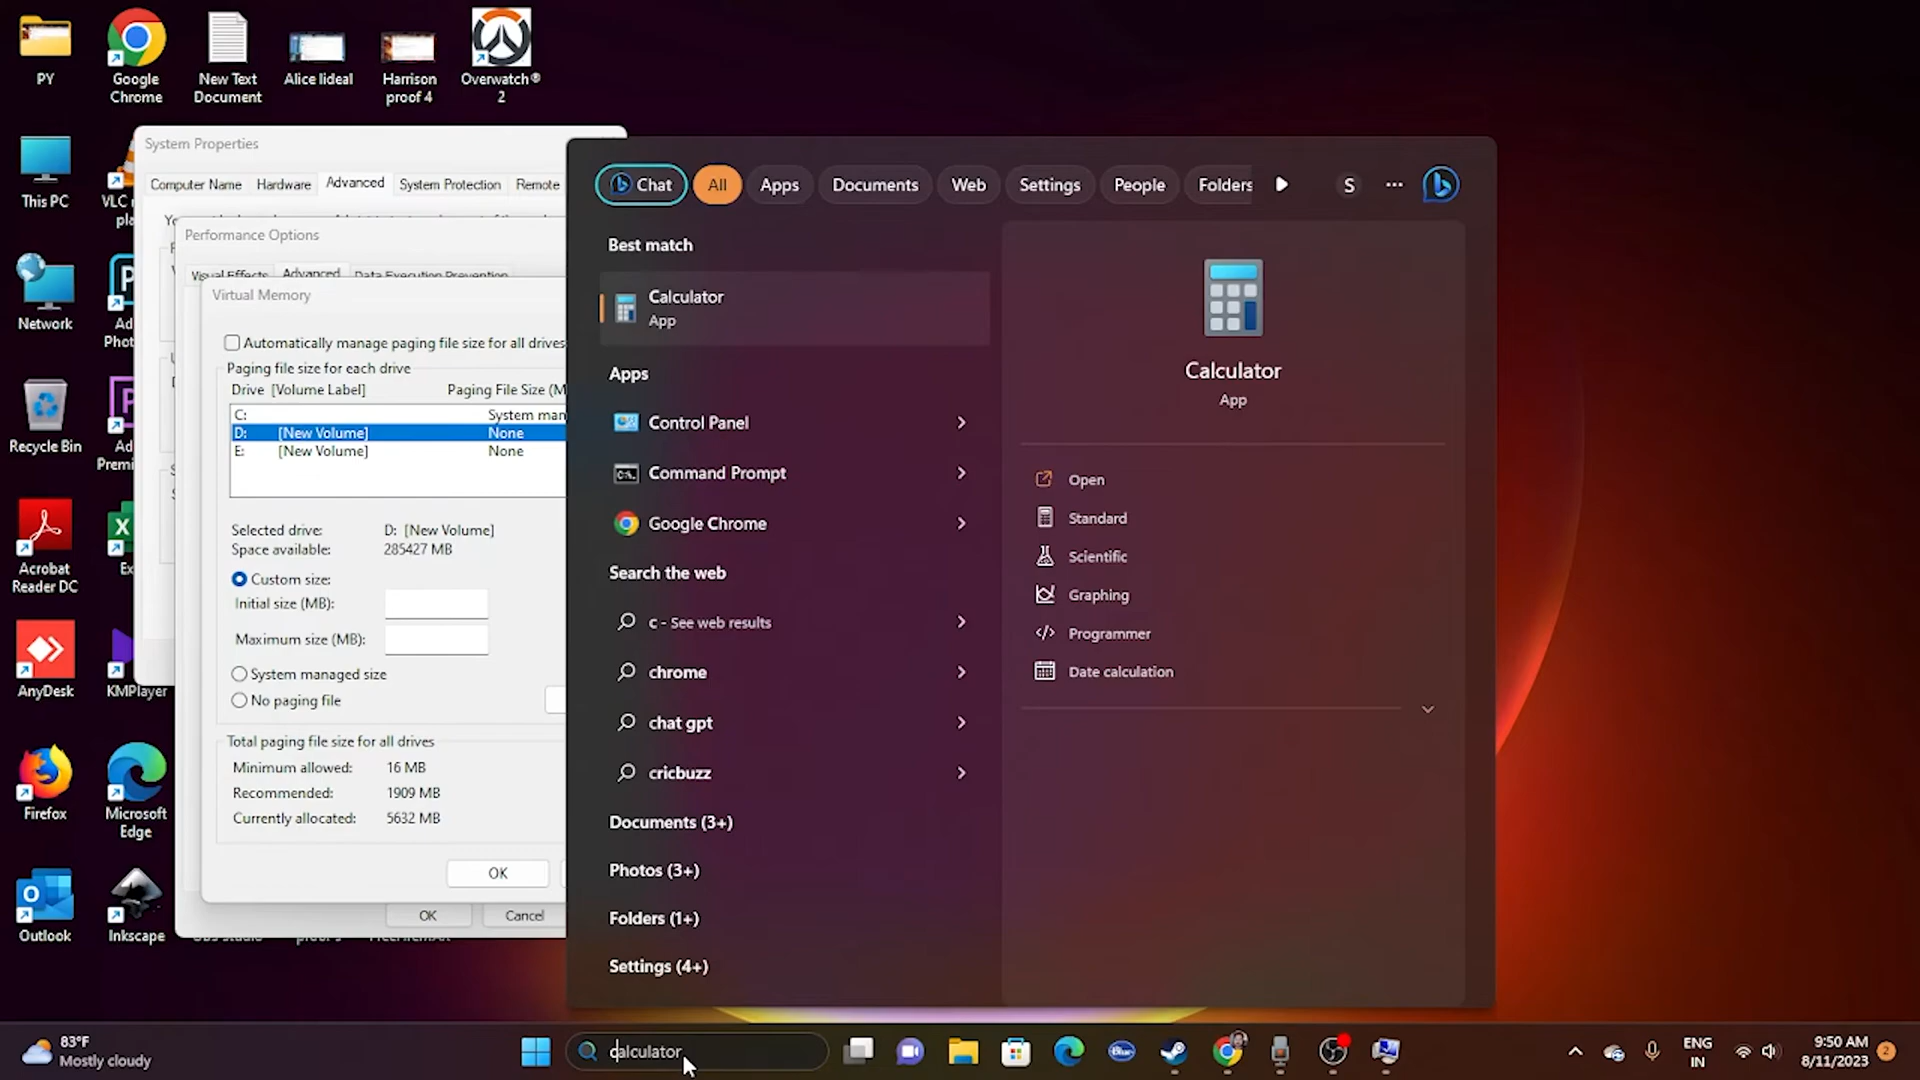 PY
Google
Chrome
New Text
Document
Alice Iideal
Harrison
proof 4
Overwatch®
2
This PC
VLC
pla
Network
Ad
Phot
Recycle Bin
Ad
Premi
Acrobat
Reader DC
Ex
AnyDesk
KMPlayer
Firefox
Microsoft
Edge
Outlook
Inkscape
System Properties
Computer Name
Hardware
Advanced
System Protection
Remote
Performance Options
Visual Effects
Advanced
Data Execution Prevention
Virtual Memory
Automatically manage paging file size for all drives
Paging file size for each drive
Drive [Volume Label]
Paging File Size (M
C:
System man
D: [New Volume]
None
E: [New Volume]
None
Selected drive:
D: [New Volume]
Space available:
285427 MB
Custom size:
Initial size (MB):
Maximum size (MB):
System managed size
No paging file
Total paging file size for all drives
Minimum allowed:
16 MB
Recommended:
1909 MB
Currently allocated:
5632 MB
OK
OK
Cancel
Chat
All
Apps
Documents
Web
Settings
People
Folders
S
Best match
Calculator
App
Apps
Control Panel
Command Prompt
Google Chrome
Search the web
c - See web results
chrome
chat gpt
cricbuzz
Documents (3+)
Photos (3+)
Folders (1+)
Settings (4+)
Calculator
App
Open
Standard
Scientific
Graphing
Programmer
Date calculation
83°F
Mostly cloudy
calculator
ENG
IN
9:50 AM
8/11/2023
2